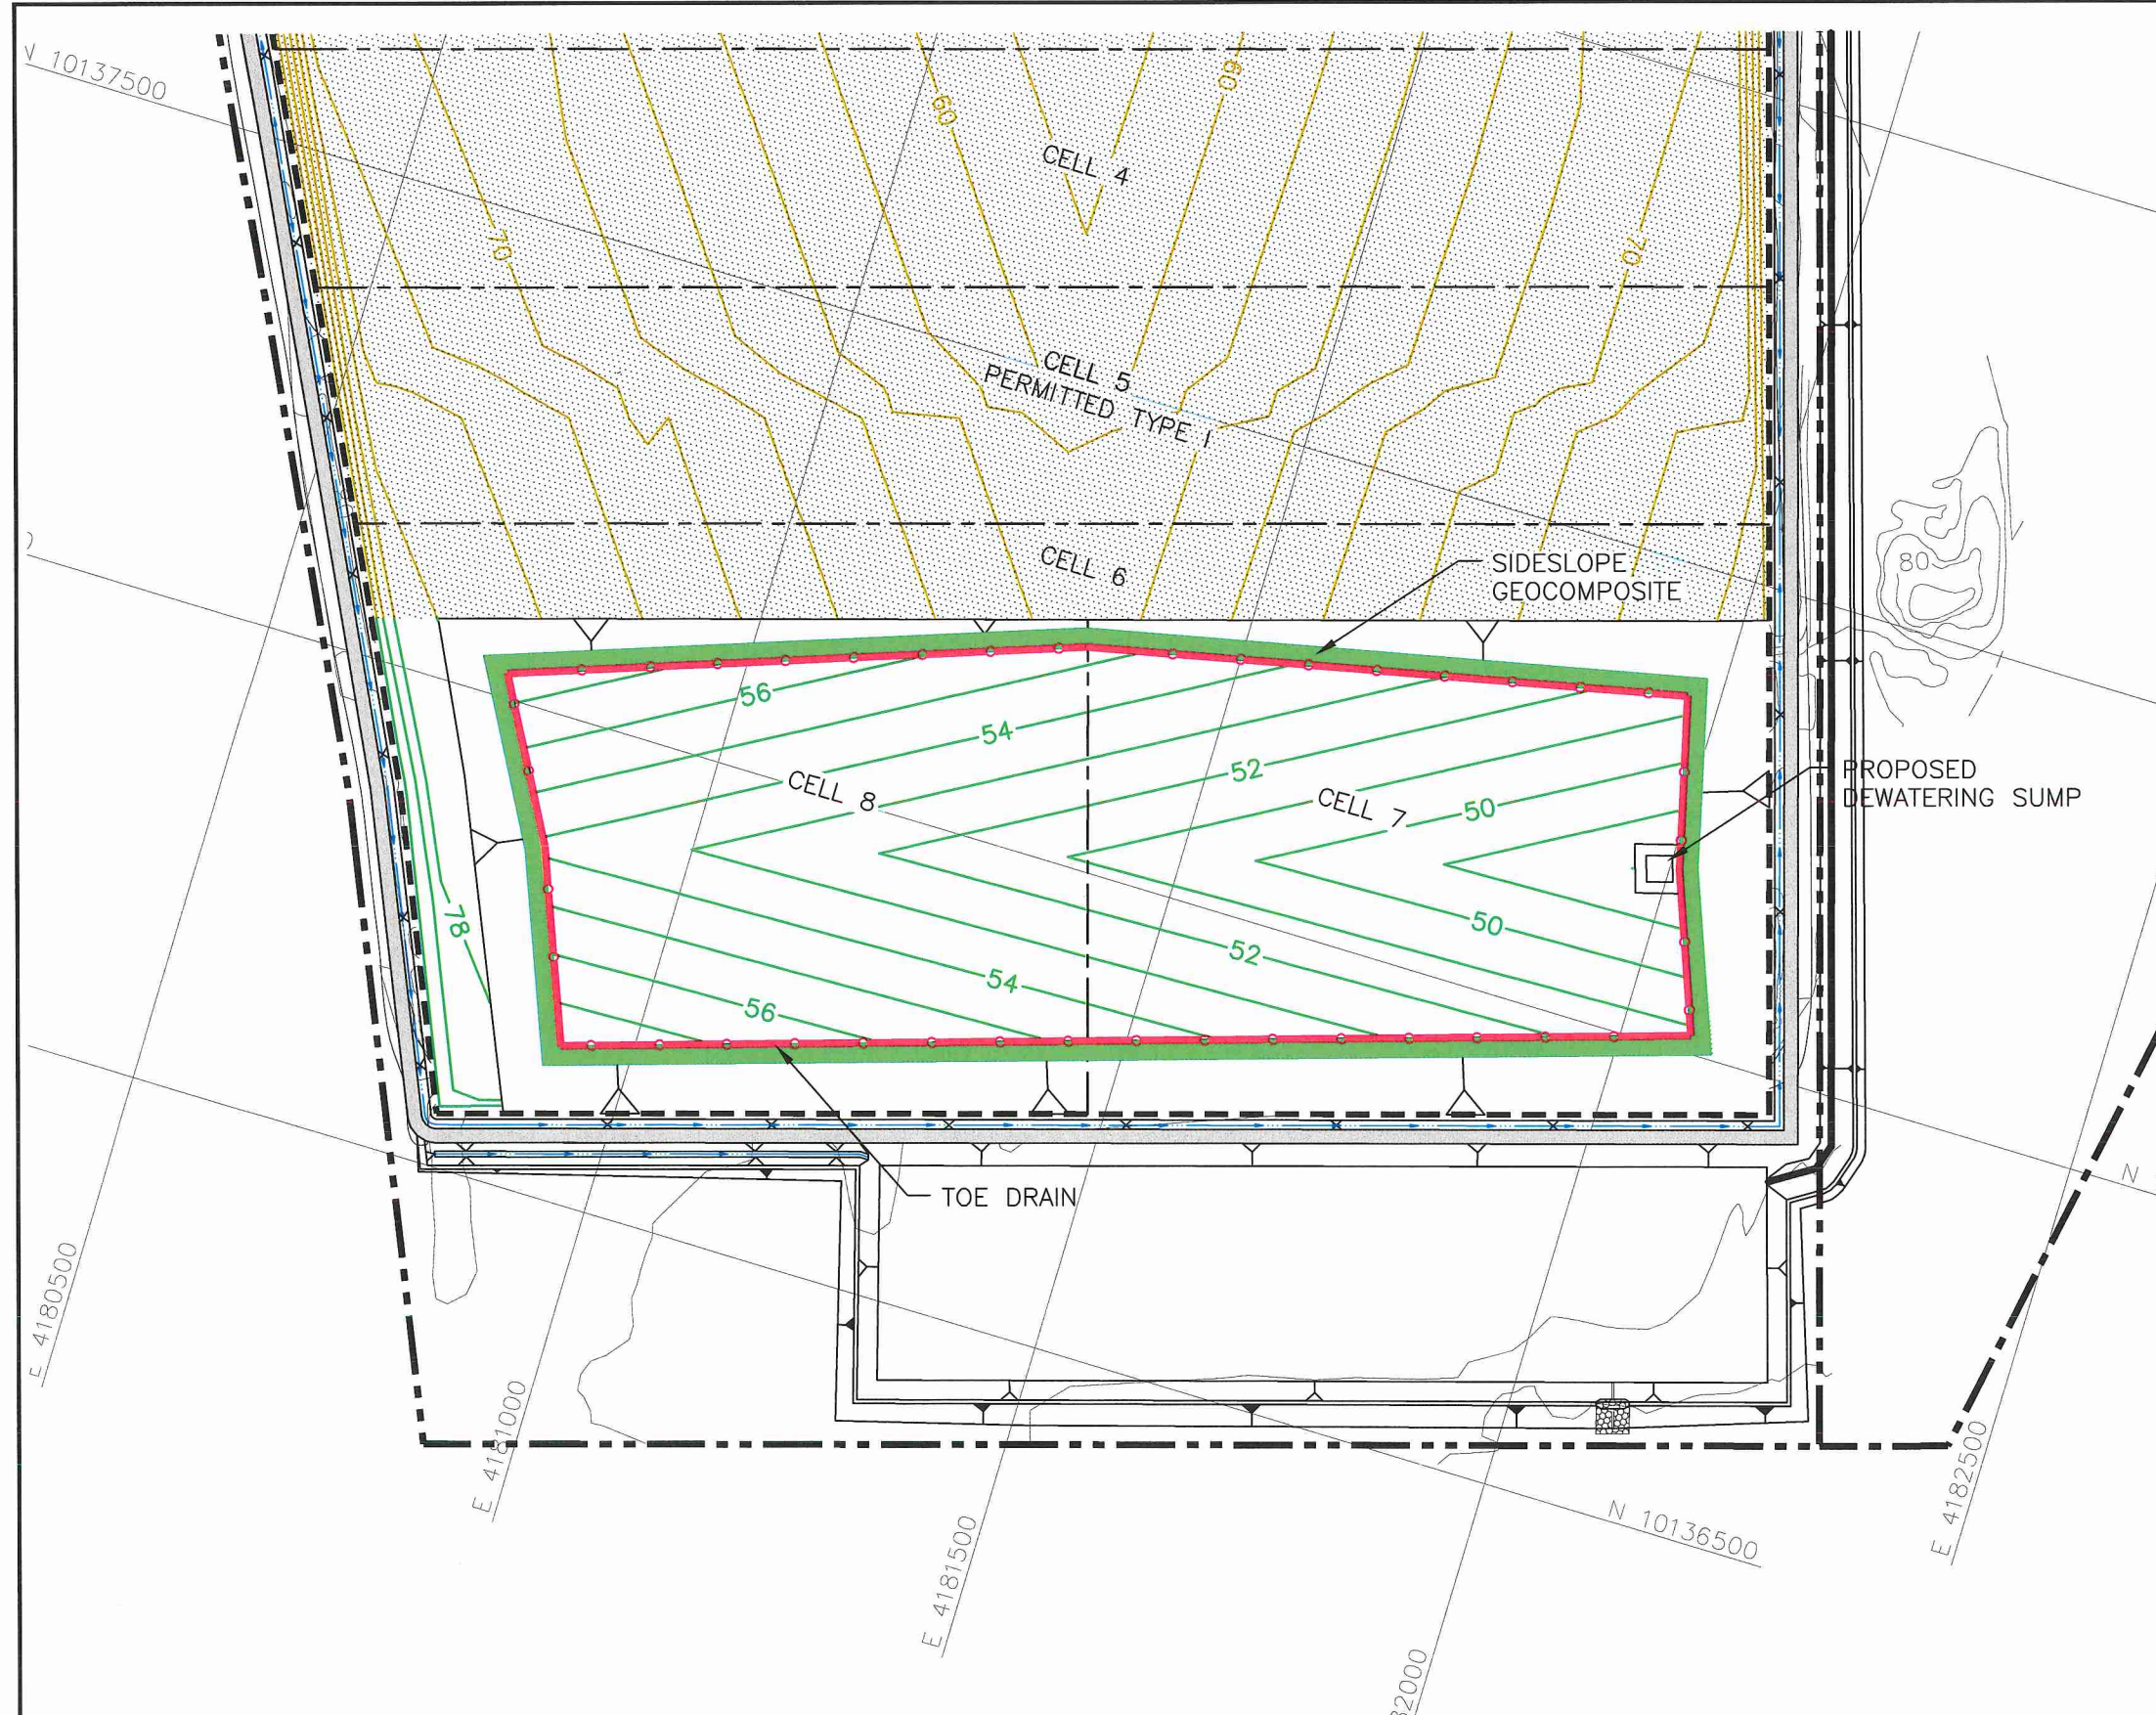 N 10137500
60
60
CELL 4
70
70
CELL 5
PERMITTED TYPE I
CELL 6
SIDESLOPE
GEOCOMPOSITE
80
56
54
52
PROPOSED
DEWATERING SUMP
CELL 8
CELL 7
50
78
50
52
54
56
N
TOE DRAIN
E 4180500
E 4181000
E 4181500
E 4182500
N 10136500
82000